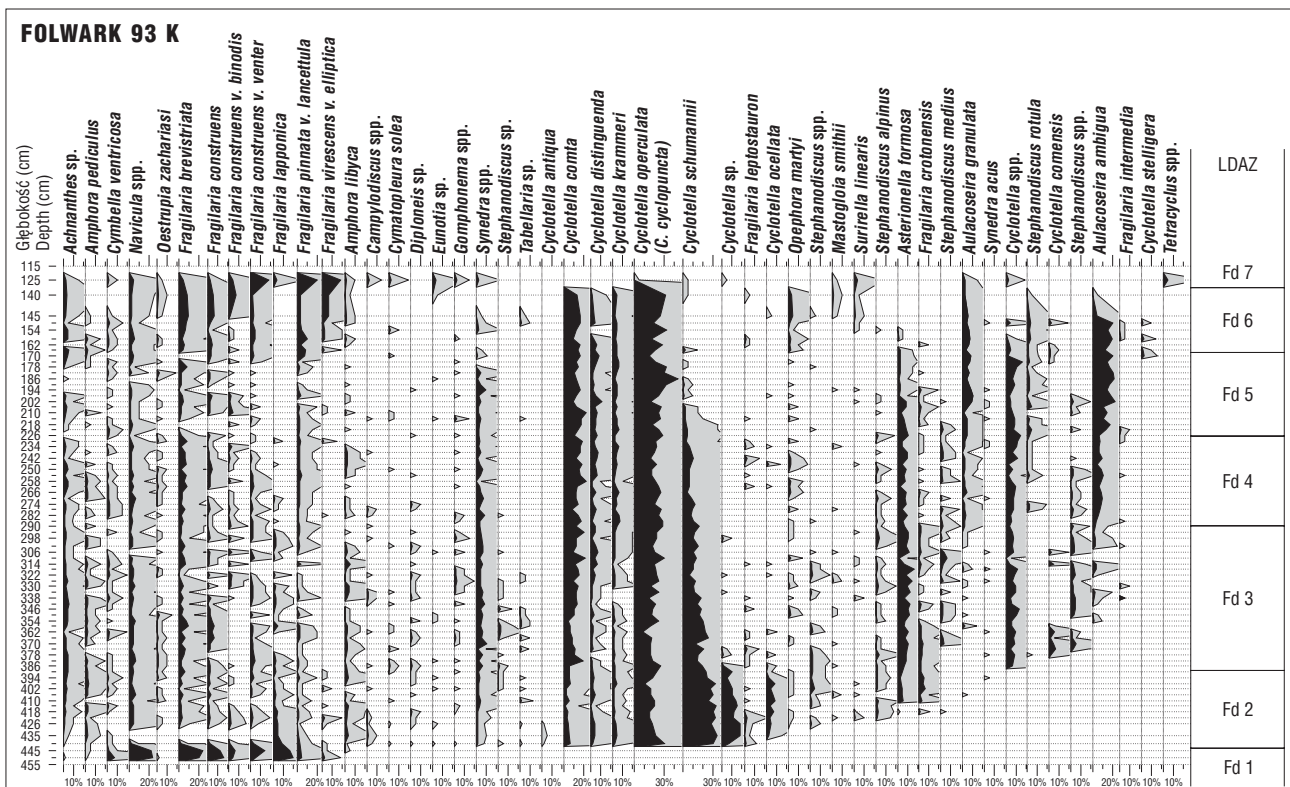 FOLWARK 93 K
Głębokość (cm)
Depth (cm)
Achnanthes sp.
Amphora pediculus
Cymbella ventricosa
Navicula spp.
Oestrupia zachariasi
Fragilaria brevistriata
Fragilaria construens
Fragilaria construens v. binodis
Fragilaria construens v. venter
Fragilaria lapponica
Fragilaria pinnata v. lancettula
Fragilaria virescens v. elliptica
Amphora libyca
Campylodiscus spp.
Cymatopleura solea
Diploneis sp.
Eunotia sp.
Gomphonema sp.
Synedra spp.
Stephanodiscus sp.
Tabellaria sp.
Cyclotella antiqua
Cyclotella comta
Cyclotella distinguenda
Cyclotella krammeri
Cyclotella operculata
(C. cyclopuncta)
Cyclotella schumannii
Cyclotella sp.
Fragilaria leptostauron
Cyclotella ocellata
Opephora martyi
Stephanodiscus spp.
Mastogloia smithii
Surirella linearis
Stephanodiscus alpinus
Asterionella formosa
Fragilaria crotonensis
Stephanodiscus medius
Aulacoseira granulata
Synedra acus
Cyclotella spp.
Stephanodiscus rotula
Cyclotella comensis
Stephanodiscus spp.
Aulacoseira ambigua
Fragilaria intermedia
Cyclotella stelligera
Tetracyclus spp.
LDAZ
115
125
140
145
154
162
170
178
186
194
202
210
218
226
234
242
250
258
266
274
282
290
298
306
314
322
330
338
346
354
362
370
378
386
394
402
410
418
426
435
445
455
Fd 7
Fd 6
Fd 5
Fd 4
Fd 3
Fd 2
Fd 1
10% 10% 10% 20% 10% 20% 10% 10% 10% 10% 20% 10% 10% 10% 10% 10% 10% 10% 10% 10% 10% 10% 20% 10% 10% 30% 30% 10% 10% 10% 10% 10% 10% 10% 10% 10% 10% 10% 10% 10% 10% 10% 10% 10% 20% 10% 10% 10%